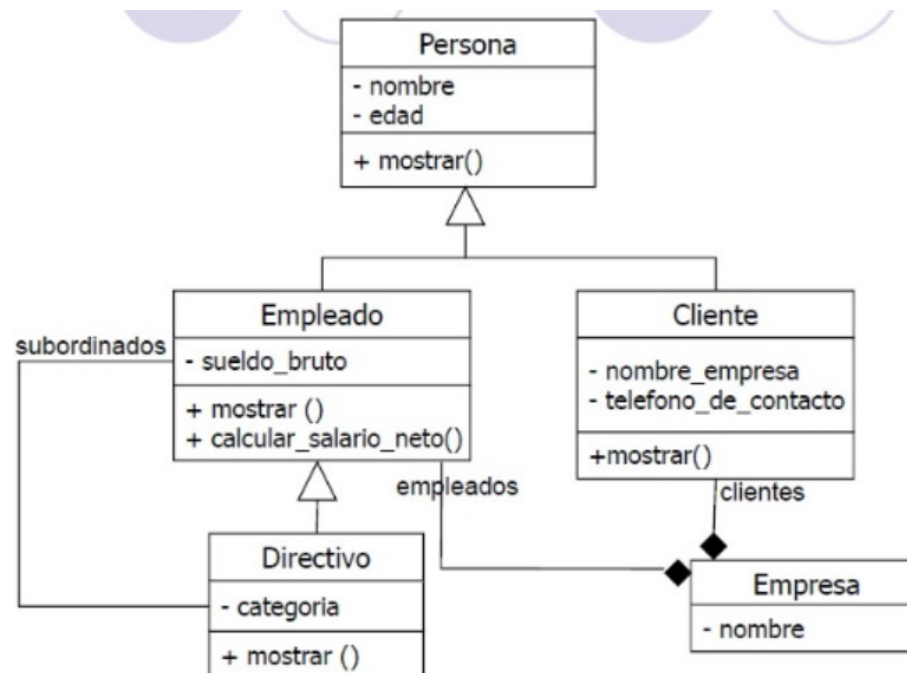 Persona
- nombre
- edad
+ mostrar()
Empleado
- sueldo_bruto
+ mostrar ()
+ calcular_salario_neto()
Cliente
- nombre_empresa
- telefono_de_contacto
+mostrar()
subordinados
empleados
clientes
Directivo
- categoria
+ mostrar ()
Empresa
- nombre